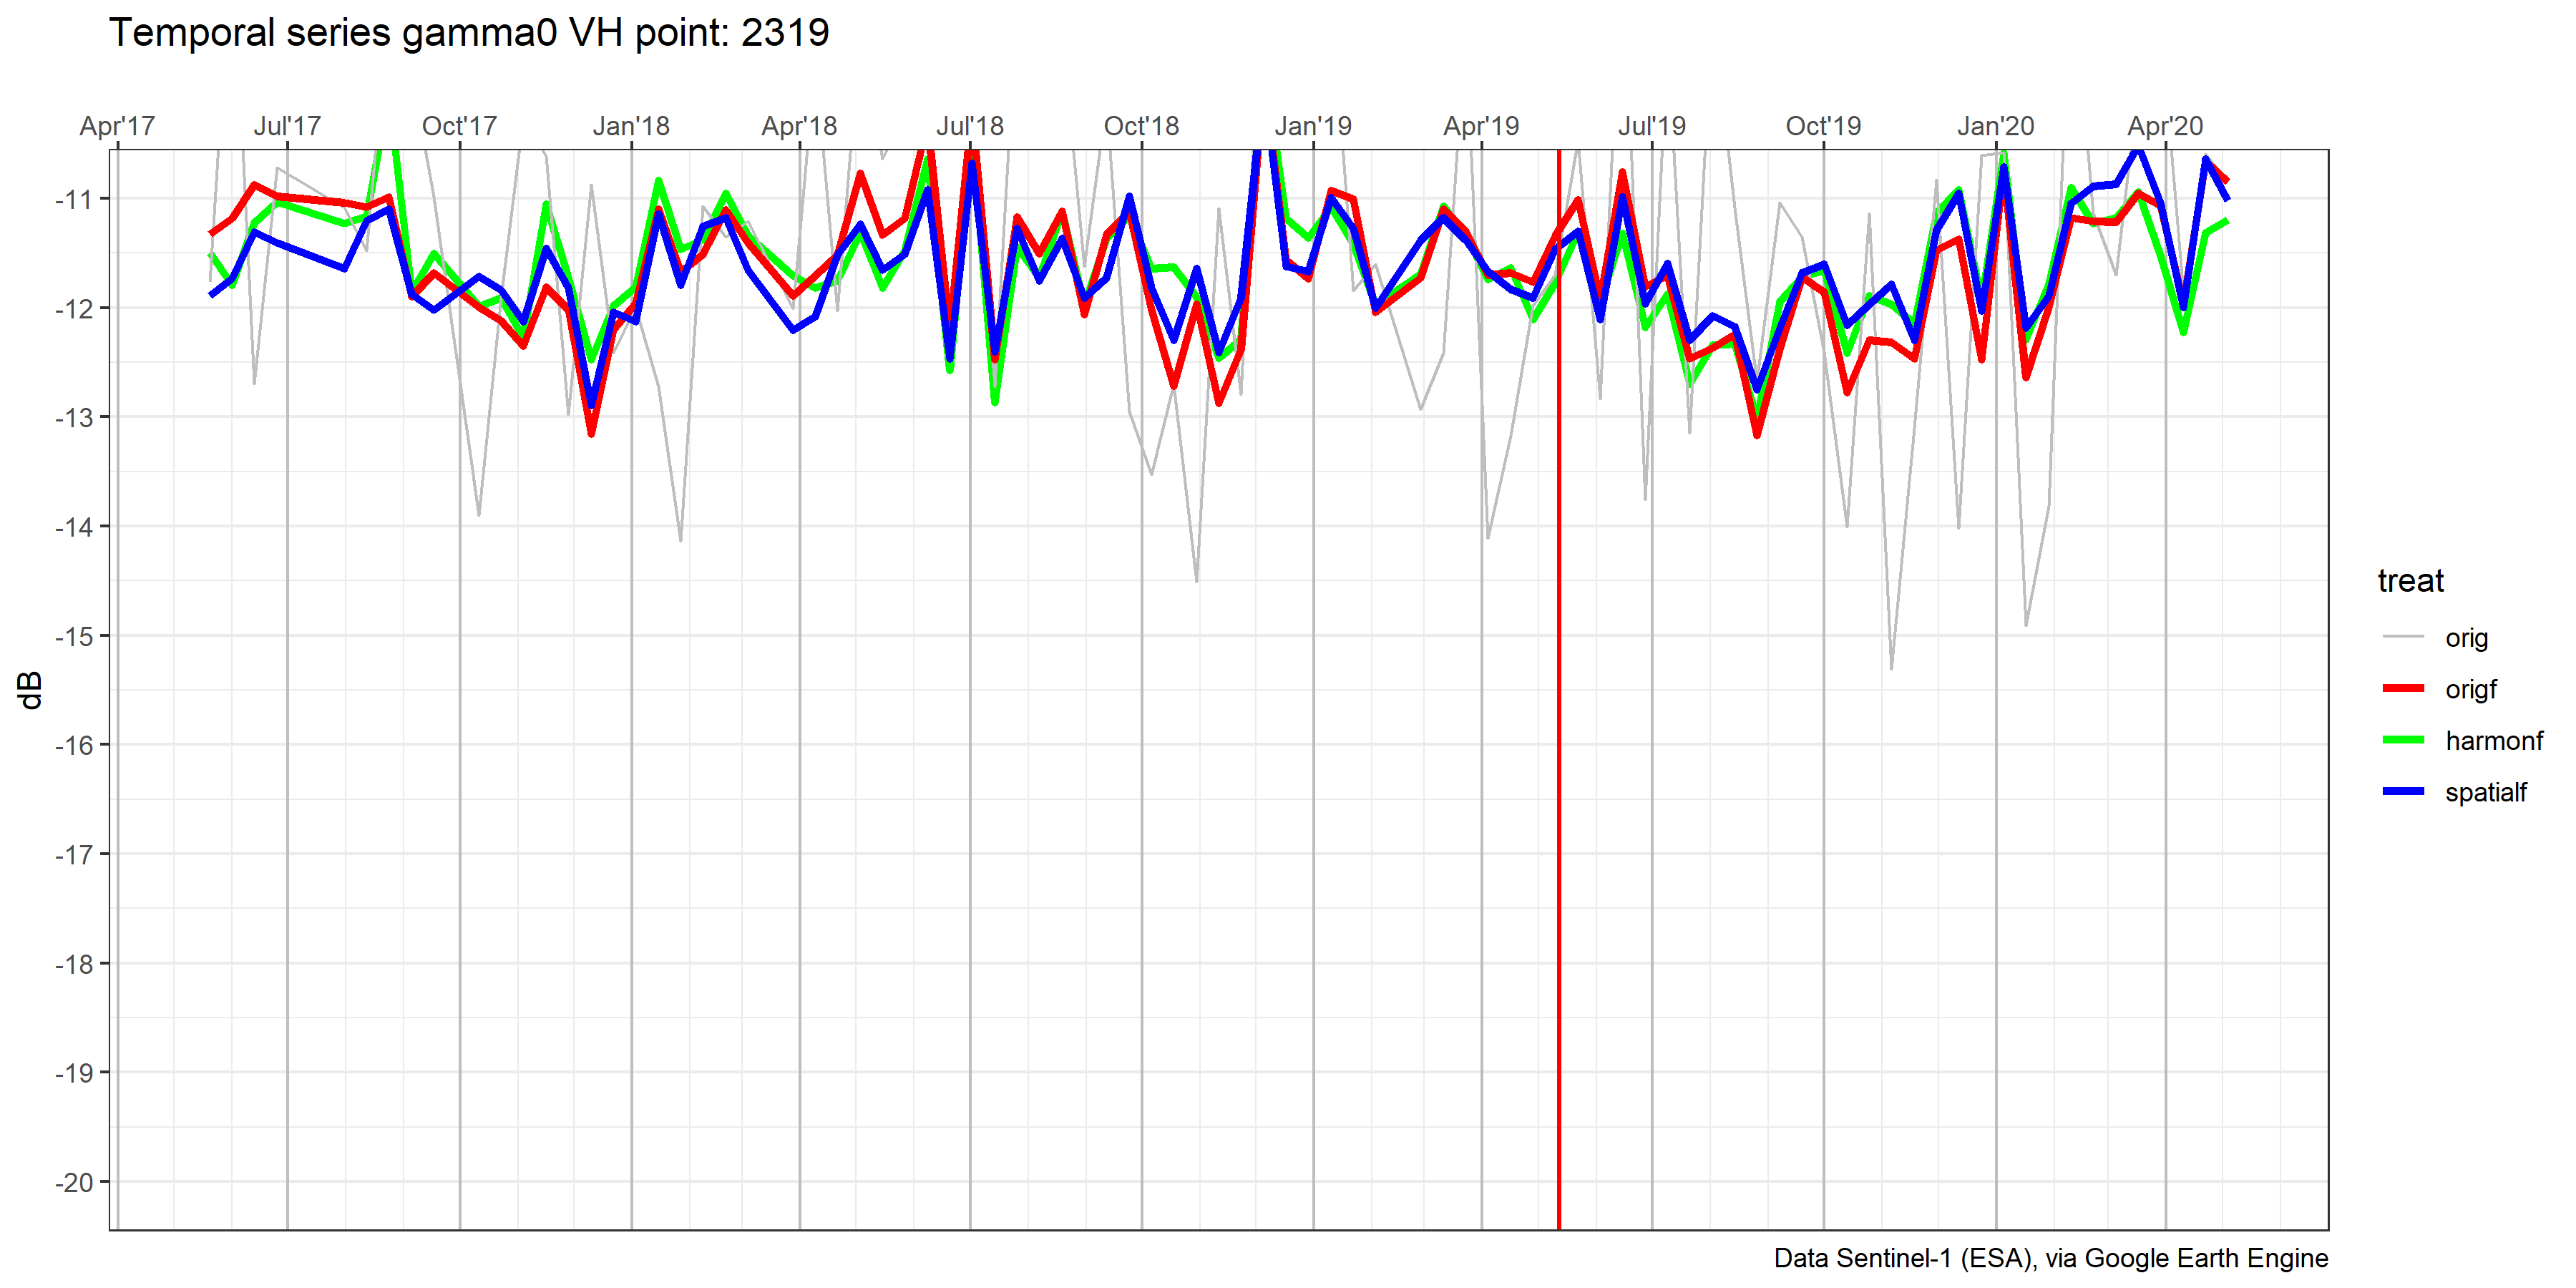 Temporal series gamma0 VH point: 2319
Apr'17 Jul'17 Oct'17 Jan'18 Apr'18 Jul'18 Oct'18 Jan'19 Apr'19 Jul'19 Oct'19 Jan'20 Apr'20
-11
-12
-13
-14
-15
-16
-17
-18
-19
-20
dB
treat
orig
origf
harmonf
spatialf
Data Sentinel-1 (ESA), via Google Earth Engine